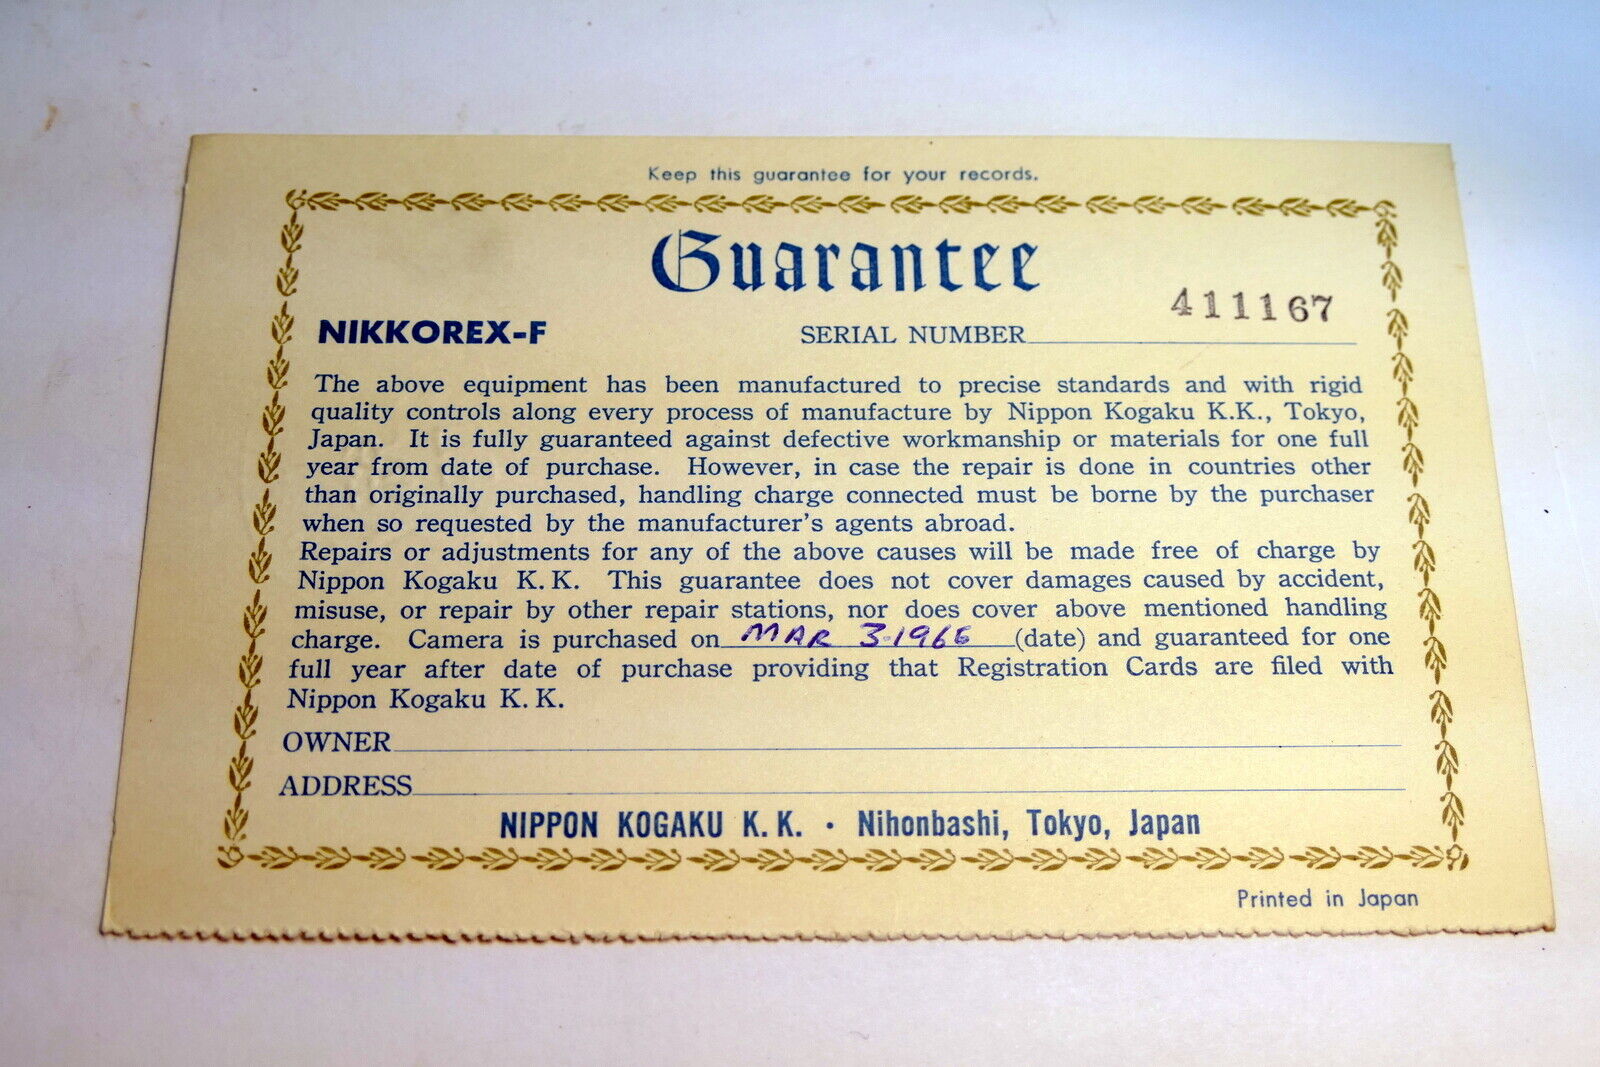 Keep this guarantee for your records.
Guarantee
411167
NIKKOREX-F SERIAL NUMBER
The above equipment has been manufactured to precise standards and with rigid
quality controls along every process of manufacture by Nippon Kogaku K.K., Tokyo,
Japan. It is fully guaranteed against defective workmanship or materials for one full
year from date of purchase. However, in case the repair is done in countries other
than originally purchased, handling charge connected must be borne by the purchaser
when so requested by the manufacturer's agents abroad.
Repairs or adjustments for any of the above causes will be made free of charge by
Nippon Kogaku K. K. This guarantee does not cover damages caused by accident,
misuse, or repair by other repair stations, nor does cover above mentioned handling
charge. Camera is purchased on MAR 3-1966 (date) and guaranteed for one
full year after date of purchase providing that Registration Cards are filed with
Nippon Kogaku K. K.
OWNER
ADDRESS
NIPPON KOGAKU K. K. · Nihonbashi, Tokyo, Japan
Printed in Japan